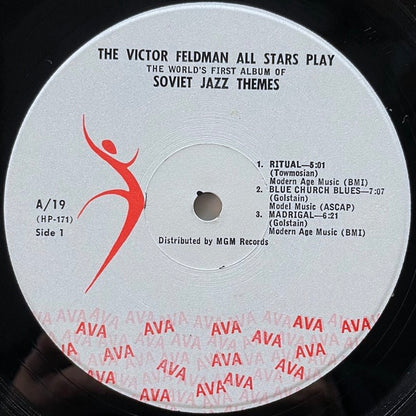 THE VICTOR FELDMAN ALL STARS PLAY
THE WORLD'S FIRST ALBUM OF
SOVIET JAZZ THEMES
1. RITUAL—5:01
(Towmosian)
Modern Age Music (BMI)
2. BLUE CHURCH BLUES—7:07
(Golstain)
Model Music (ASCAP)
3. MADRIGAL—6:21
(Golstain)
Modern Age Music (BMI)
A/19
(HP-171)
Side 1
Distributed by MGM Records
AVA AVA AVA AVA AVA AVA
AVA AVA AVA AVA AVA
AVA AVA AVA AVA